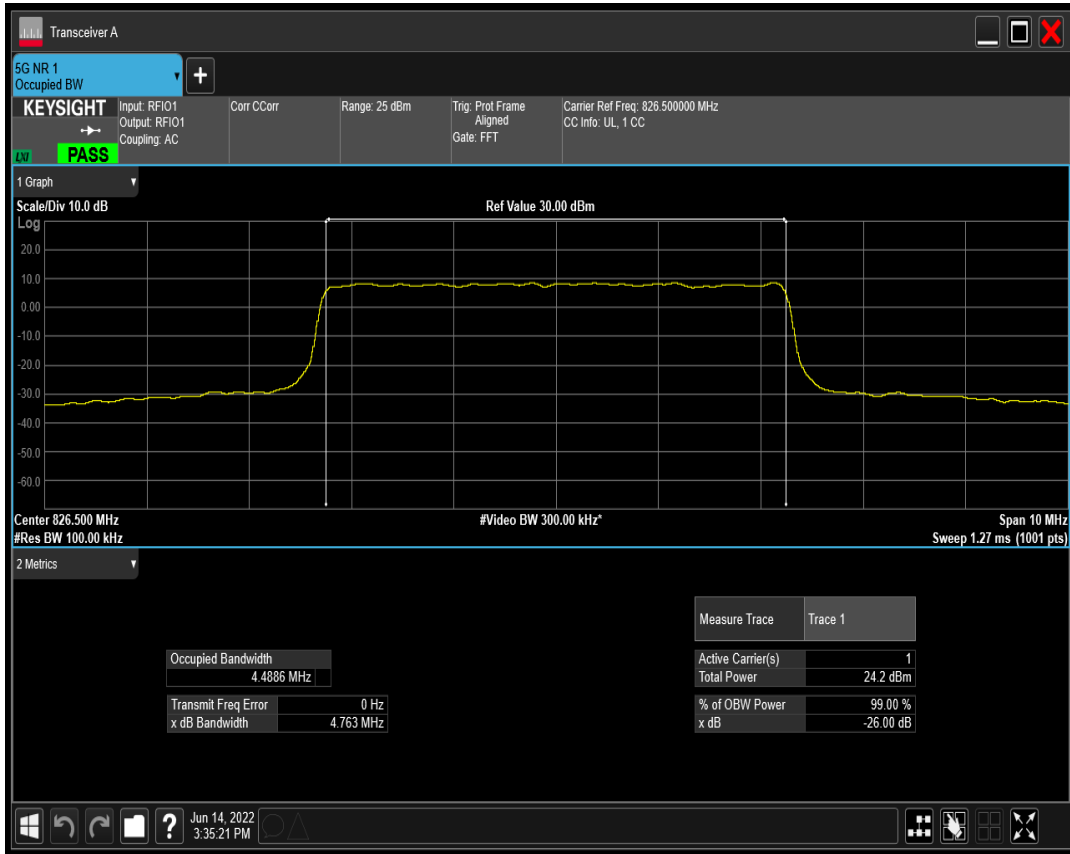 Transceiver A
5G NR 1
Occupied BW
KEYSIGHT
LXI
PASS
Input: RFIO1
Output: RFIO1
Coupling: AC
Corr CCorr
Range: 25 dBm
Trig: Prot Frame
Aligned
Gate: FFT
Carrier Ref Freq: 826.500000 MHz
CC Info: UL, 1 CC
1 Graph
Scale/Div 10.0 dB
Ref Value 30.00 dBm
Log
20.0
10.0
0.00
-10.0
-20.0
-30.0
-40.0
-50.0
-60.0
Center 826.500 MHz
#Video BW 300.00 kHz*
Span 10 MHz
#Res BW 100.00 kHz
Sweep 1.27 ms (1001 pts)
2 Metrics
Measure Trace Trace 1
Occupied Bandwidth
4.4886 MHz
Active Carrier(s) 1
Total Power 24.2 dBm
Transmit Freq Error 0 Hz
x dB Bandwidth 4.763 MHz
% of OBW Power 99.00 %
x dB -26.00 dB
?
Jun 14, 2022
3:35:21 PM